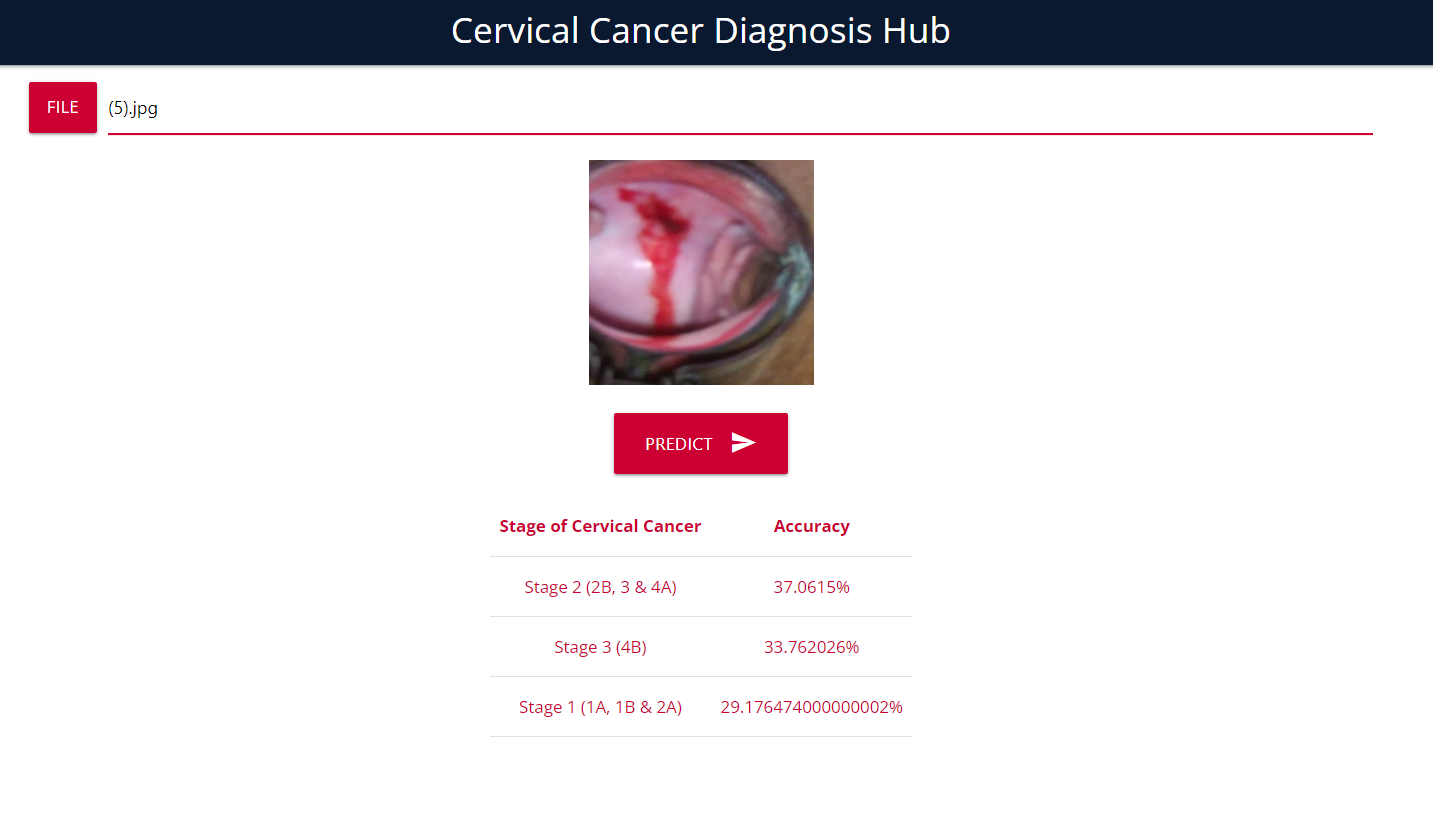 Cervical Cancer Diagnosis Hub
FILE (5).jpg
PREDICT
Stage of Cervical Cancer Accuracy
Stage 2 (2B, 3 & 4A) 37.0615%
Stage 3 (4B) 33.762026%
Stage 1 (1A, 1B & 2A) 29.176474000000002%